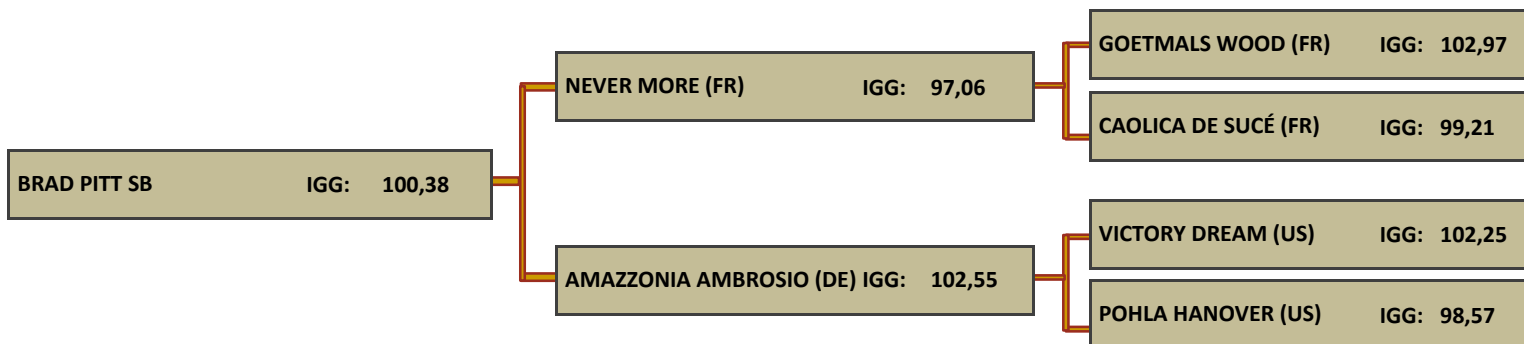 GOETMALS WOOD (FR) IGG: 102,97
NEVER MORE (FR) IGG: 97,06
CAOLICA DE SUCÉ (FR) IGG: 99,21
BRAD PITT SB IGG: 100,38
VICTORY DREAM (US) IGG: 102,25
AMAZZONIA AMBROSIO (DE) IGG: 102,55
POHLA HANOVER (US) IGG: 98,57